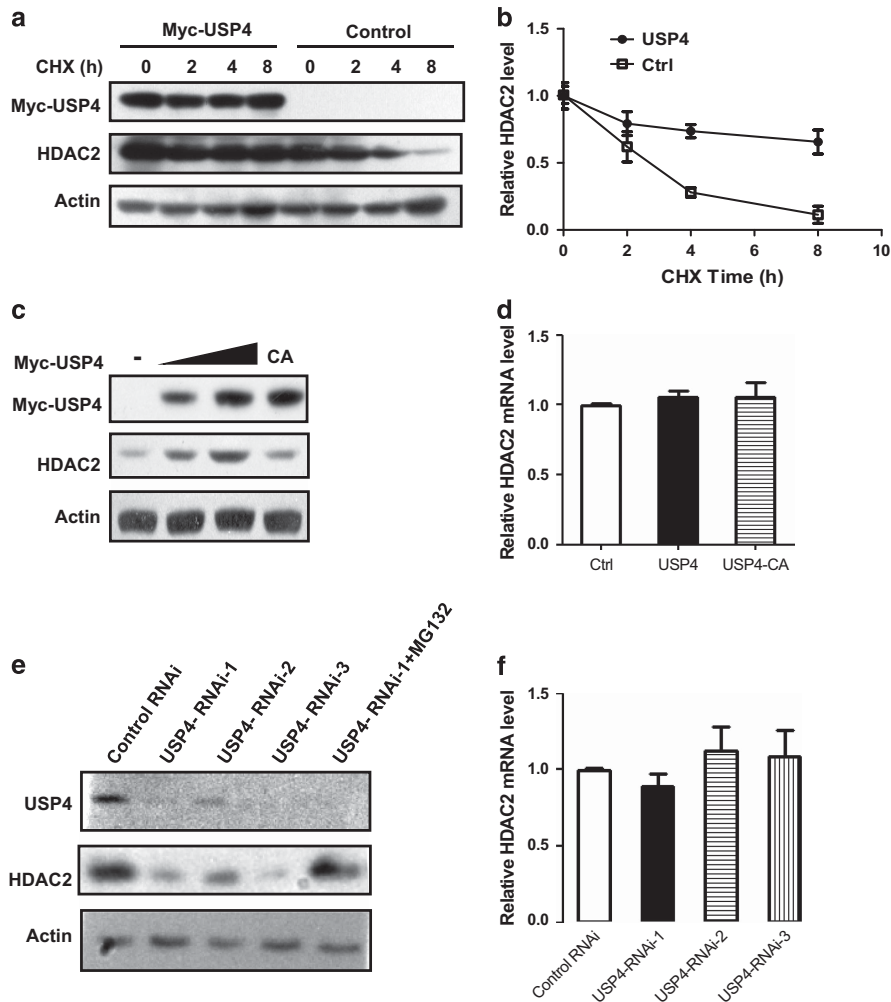 a
Myc-USP4 Control
CHX (h) 0 2 4 8 0 2 4 8
Myc-USP4
HDAC2
Actin
b
Relative HDAC2 level
1.5
1.0
0.5
0.0
USP4
Ctrl
0 2 4 6 8 10
CHX Time (h)
c
Myc-USP4 - CA
Myc-USP4
HDAC2
Actin
d
Relative HDAC2 mRNA level
1.5
1.0
0.5
0.0
Ctrl USP4 USP4-CA
e
Control RNAi
USP4- RNAi-1
USP4- RNAi-2
USP4- RNAi-3
USP4- RNAi-1+MG132
USP4
HDAC2
Actin
f
Relative HDAC2 mRNA level
1.5
1.0
0.5
0.0
Control RNAi
USP4-RNAi-1
USP4-RNAi-2
USP4-RNAi-3